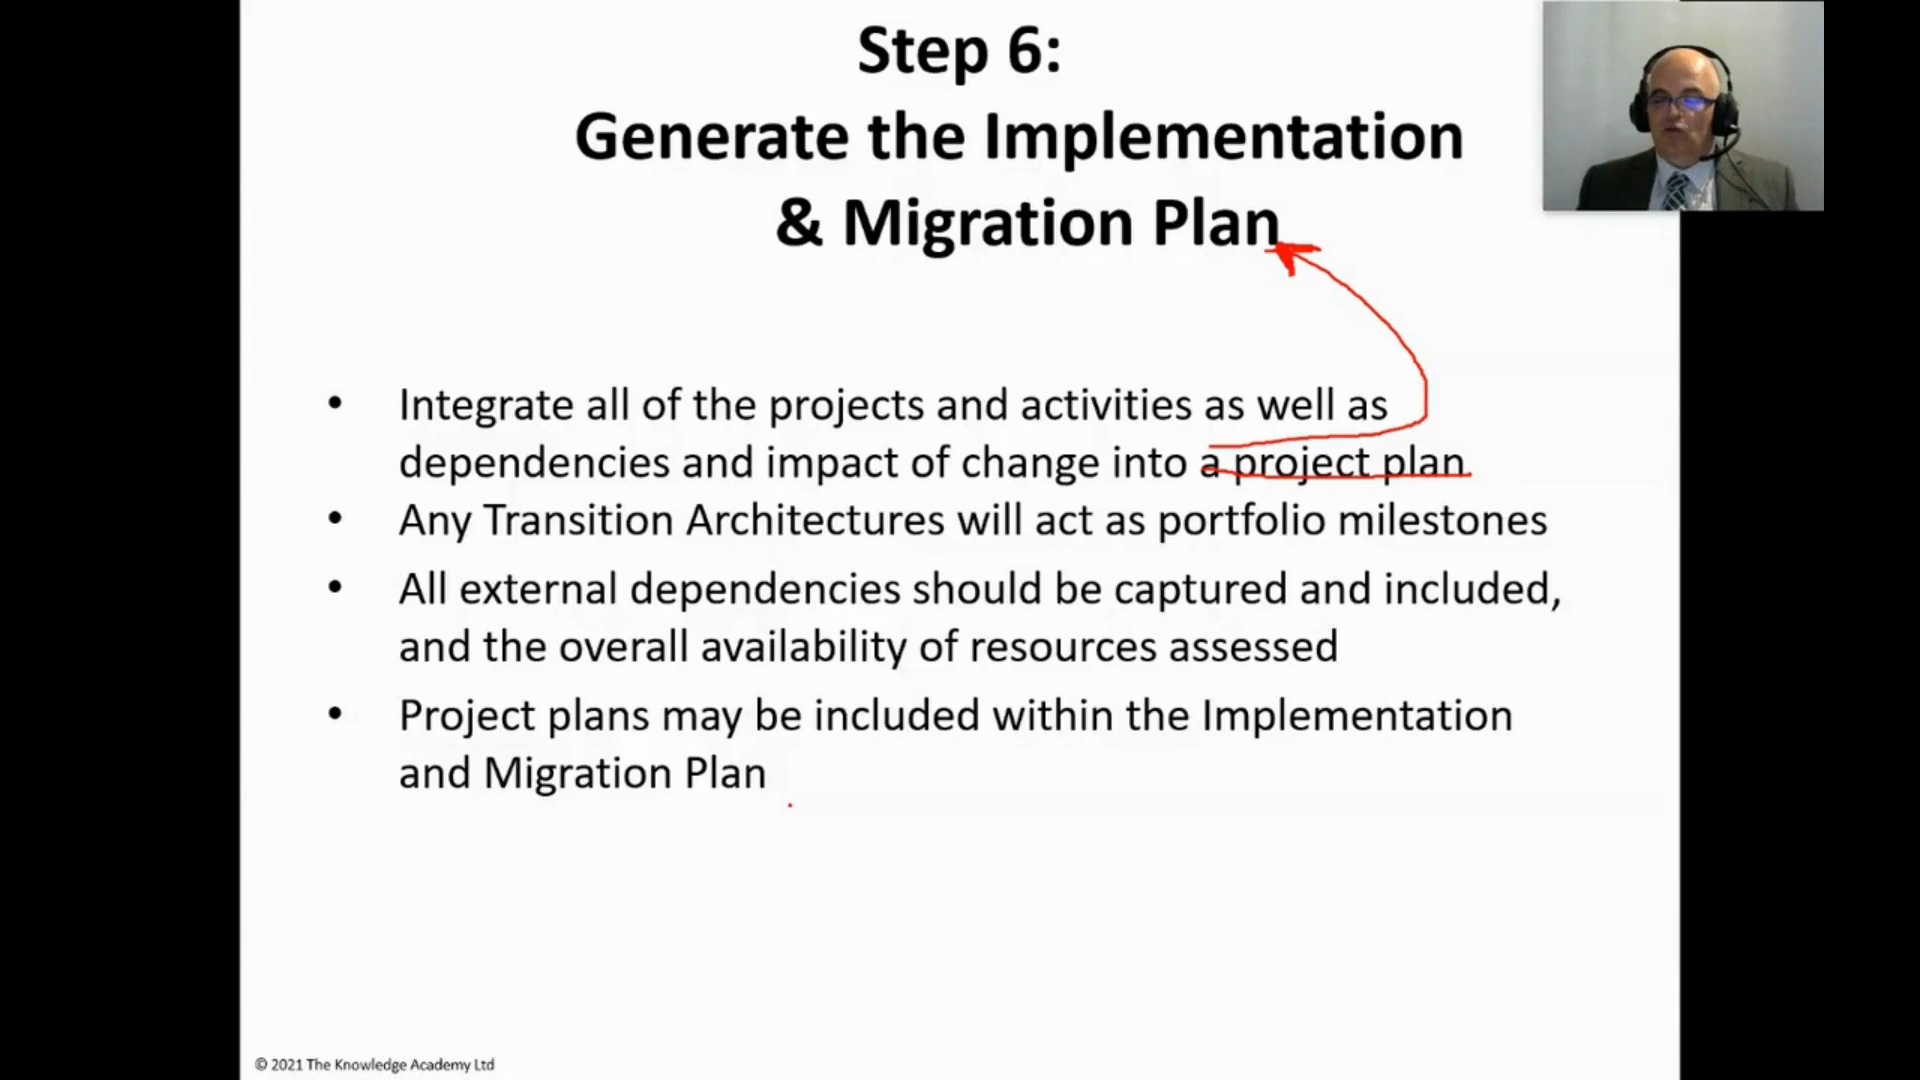 Step 6:
Generate the Implementation
& Migration Plan
• Integrate all of the projects and activities as well as
dependencies and impact of change into a project plan.
• Any Transition Architectures will act as portfolio milestones
• All external dependencies should be captured and included,
and the overall availability of resources assessed
• Project plans may be included within the Implementation
and Migration Plan
© 2021 The Knowledge Academy Ltd